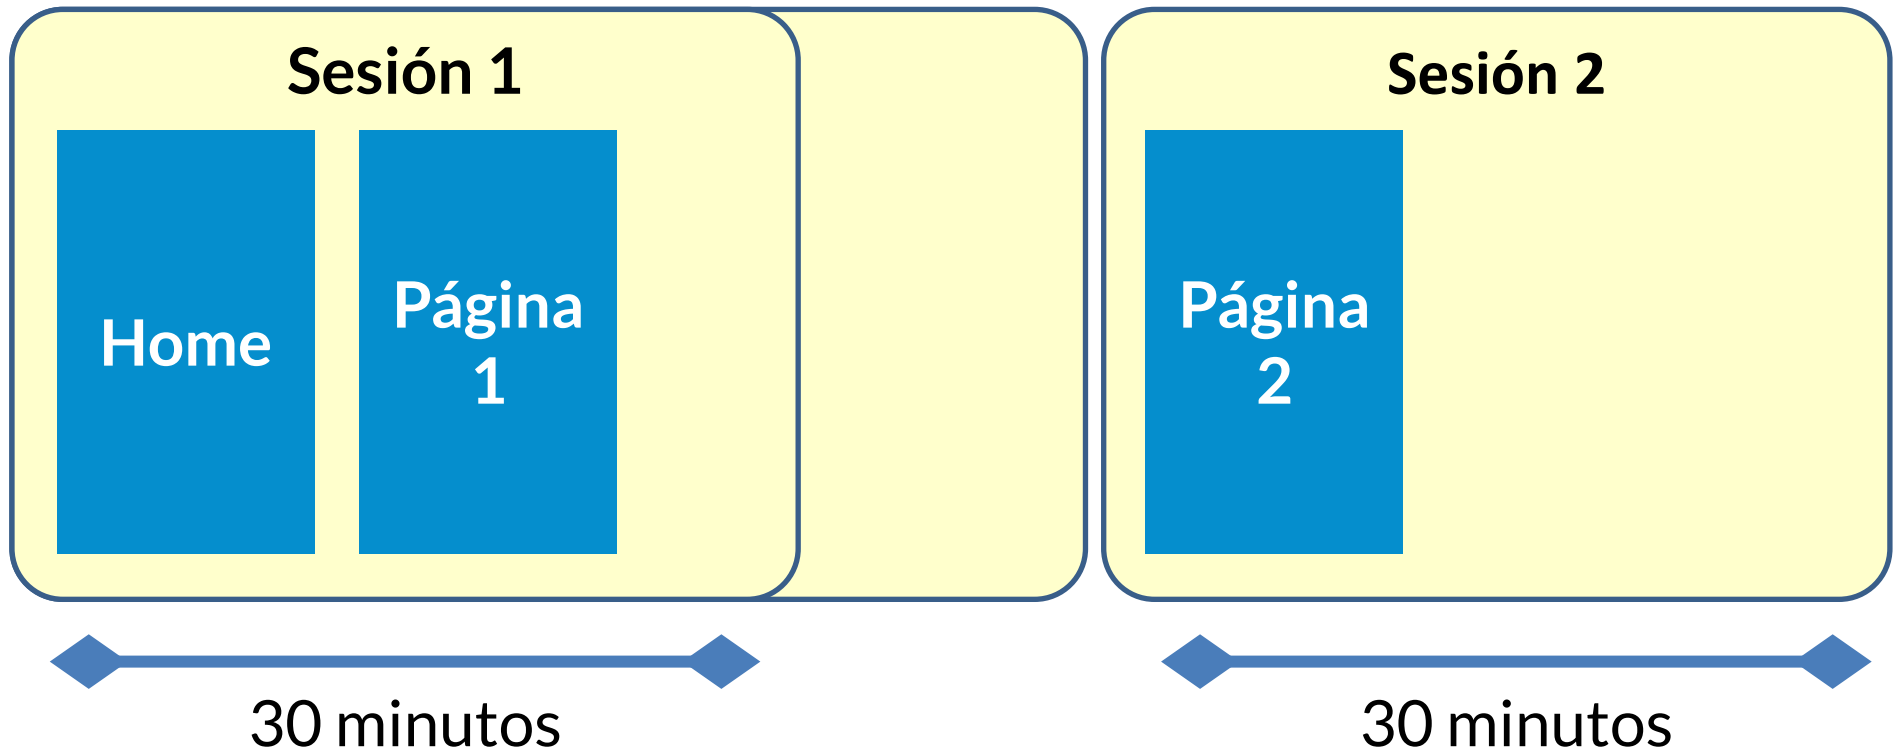 Sesión 1
Home
Página
1
30 minutos
Sesión 2
Página
2
30 minutos